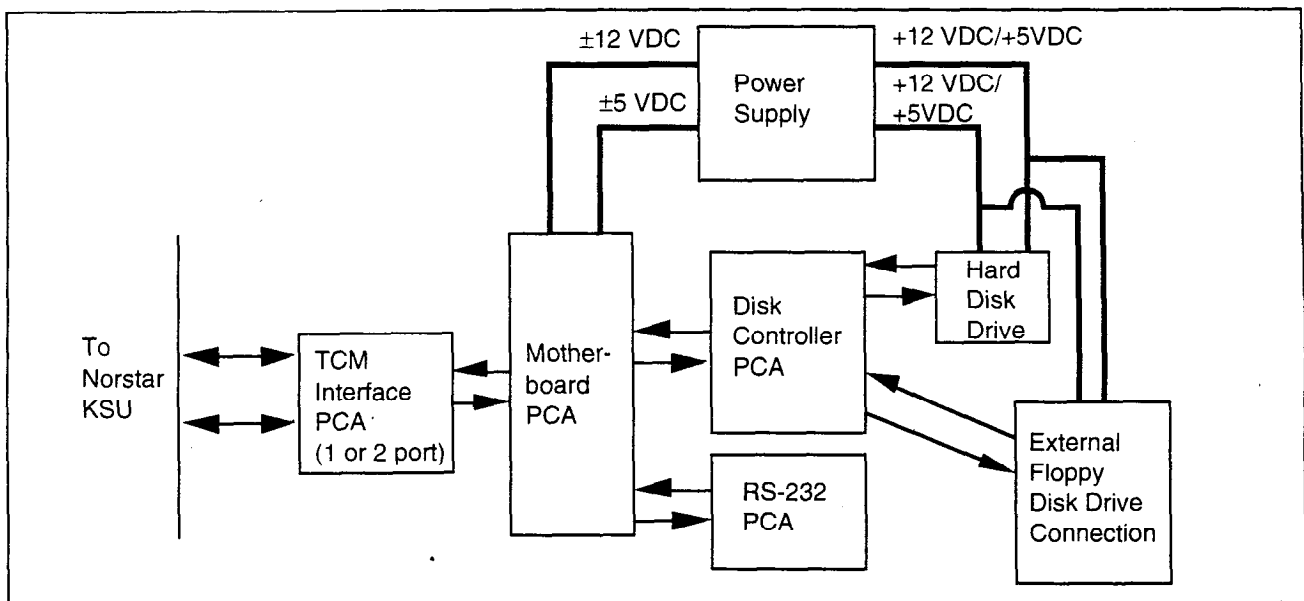 ±12 VDC
+12 VDC/+5VDC
Power
Supply
+12 VDC/
+5VDC
±5 VDC
To
Norstar
KSU
TCM
Interface
PCA
(1 or 2 port)
Mother-
board
PCA
Disk
Controller
PCA
Hard
Disk
Drive
RS-232
PCA
External
Floppy
Disk Drive
Connection